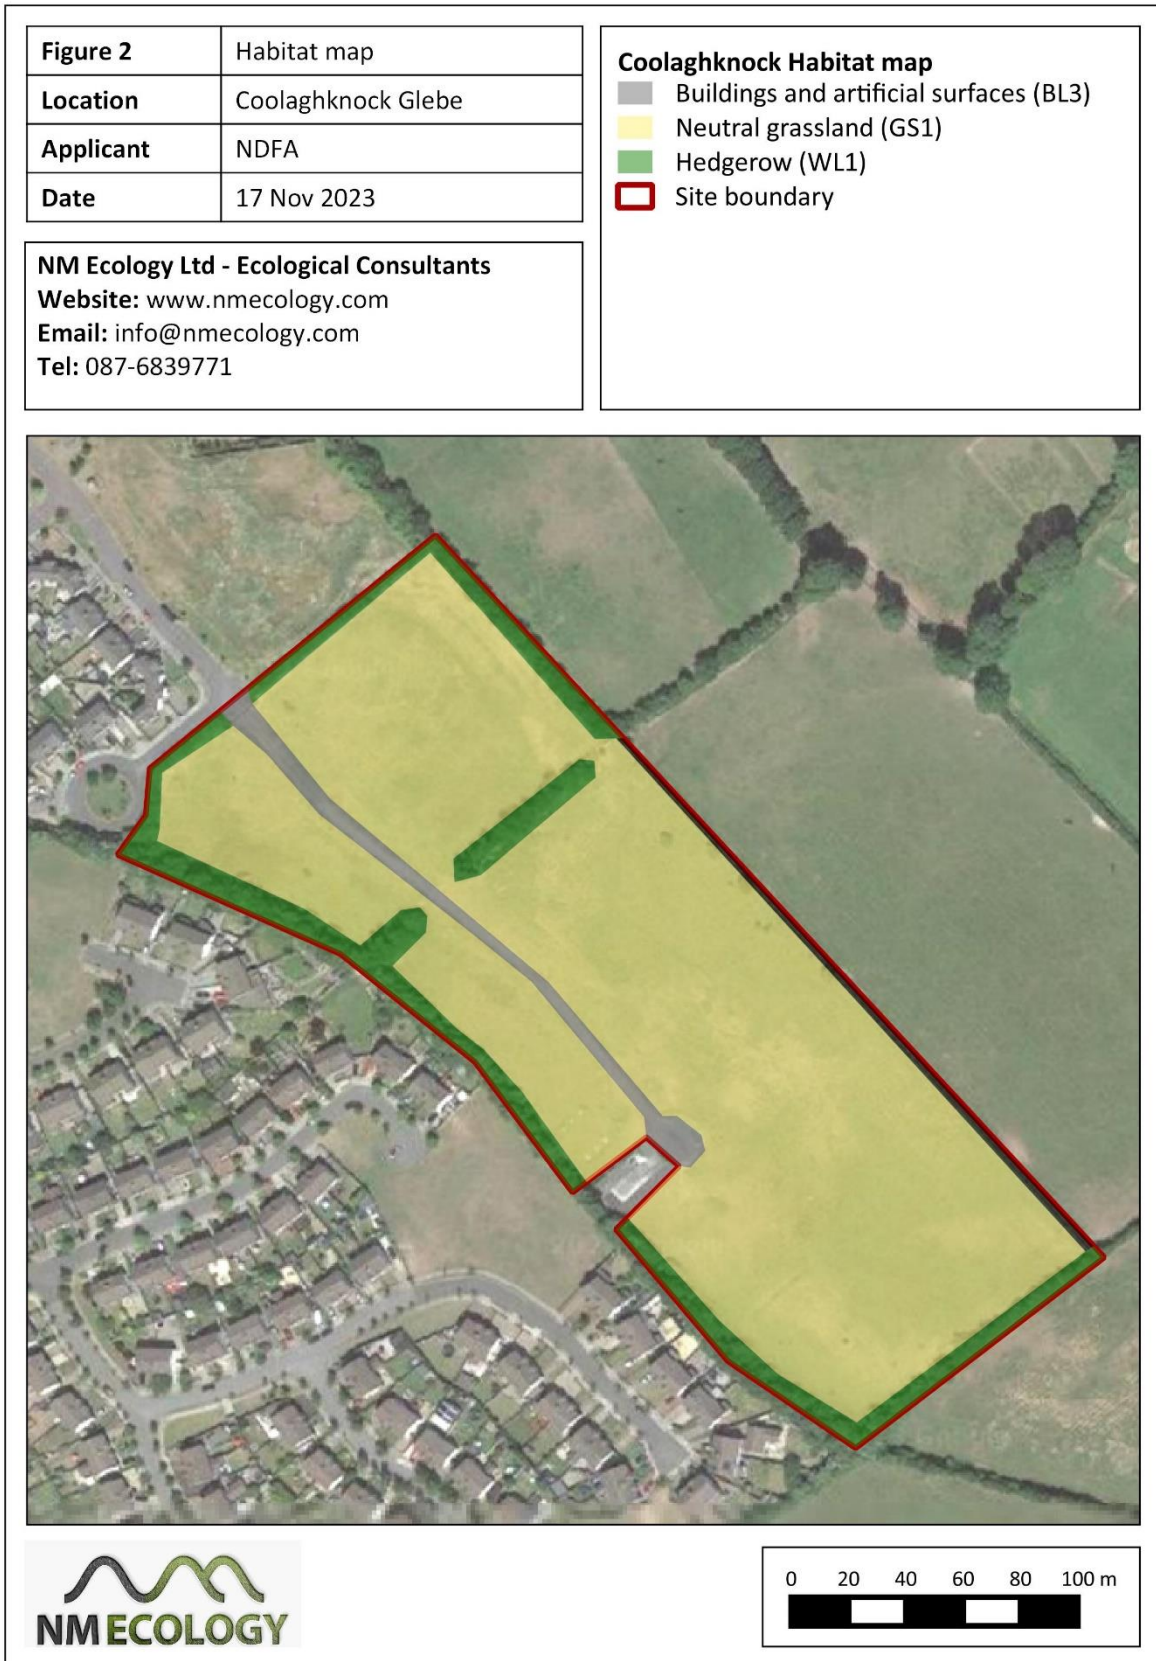 Figure 2 Habitat map
Location Coolaghknock Glebe
Applicant NDFA
Date 17 Nov 2023
NM Ecology Ltd - Ecological Consultants
Website: www.nmecology.com
Email: info@nmecology.com
Tel: 087-6839771
Coolaghknock Habitat map
Buildings and artificial surfaces (BL3)
Neutral grassland (GS1)
Hedgerow (WL1)
Site boundary
NM ECOLOGY
0 20 40 60 80 100 m